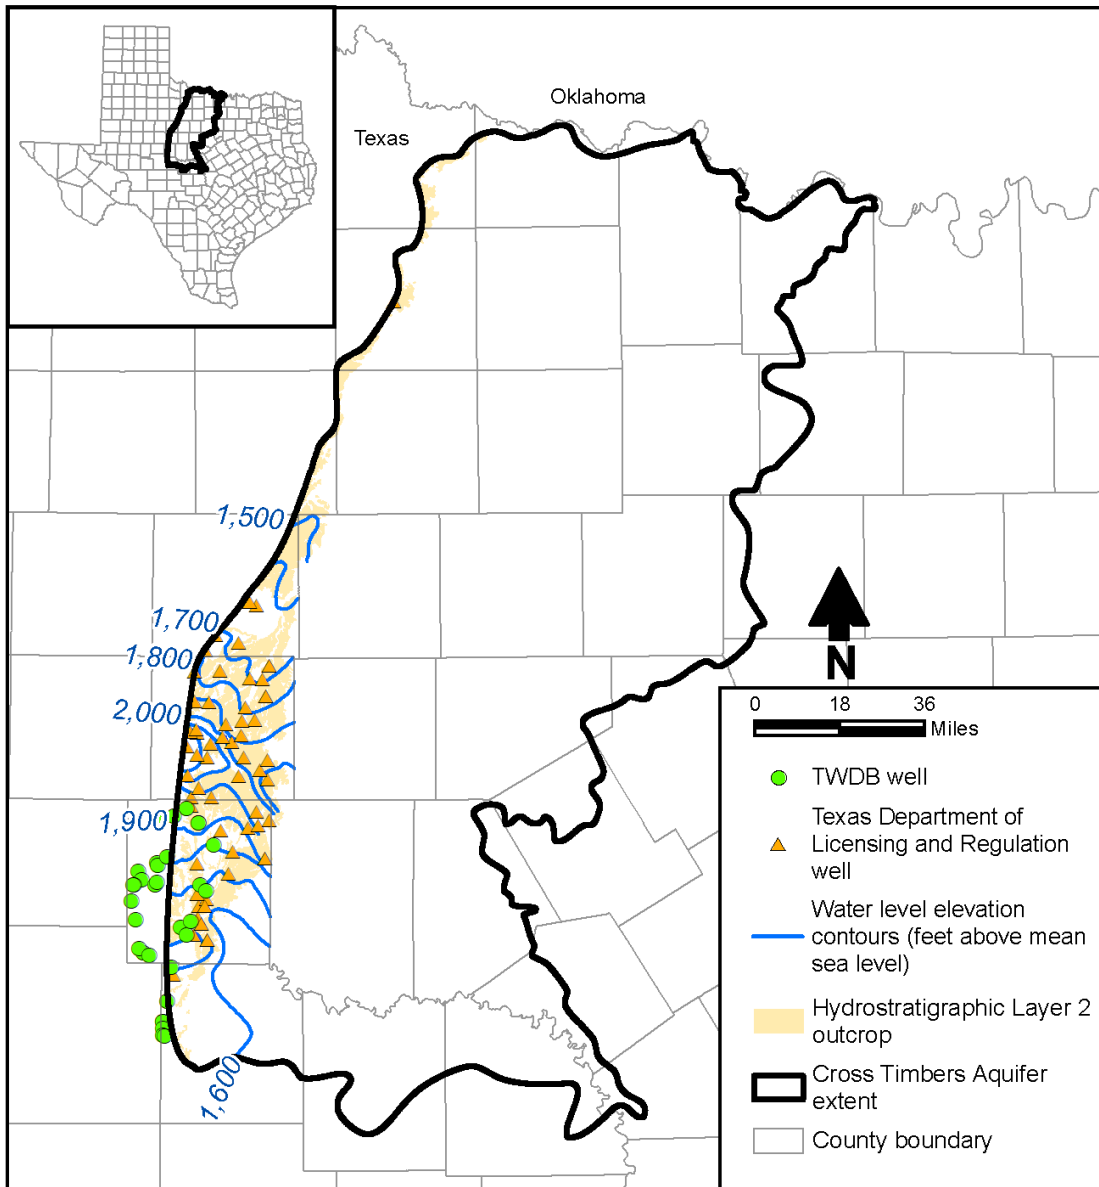 Oklahoma
Texas
1,500
1,700
1,800
2,000
1,900
1,600
N
0 18 36
Miles
TWDB well
Texas Department of
Licensing and Regulation
well
Water level elevation
contours (feet above mean
sea level)
Hydrostratigraphic Layer 2
outcrop
Cross Timbers Aquifer
extent
County boundary